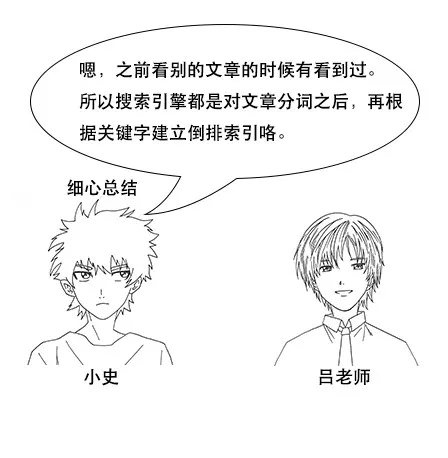 嗯，之前看别的文章的时候有看到过。
所以搜索引擎都是对文章分词之后，再根
据关键字建立倒排索引咯。
细心总结
小史
吕老师